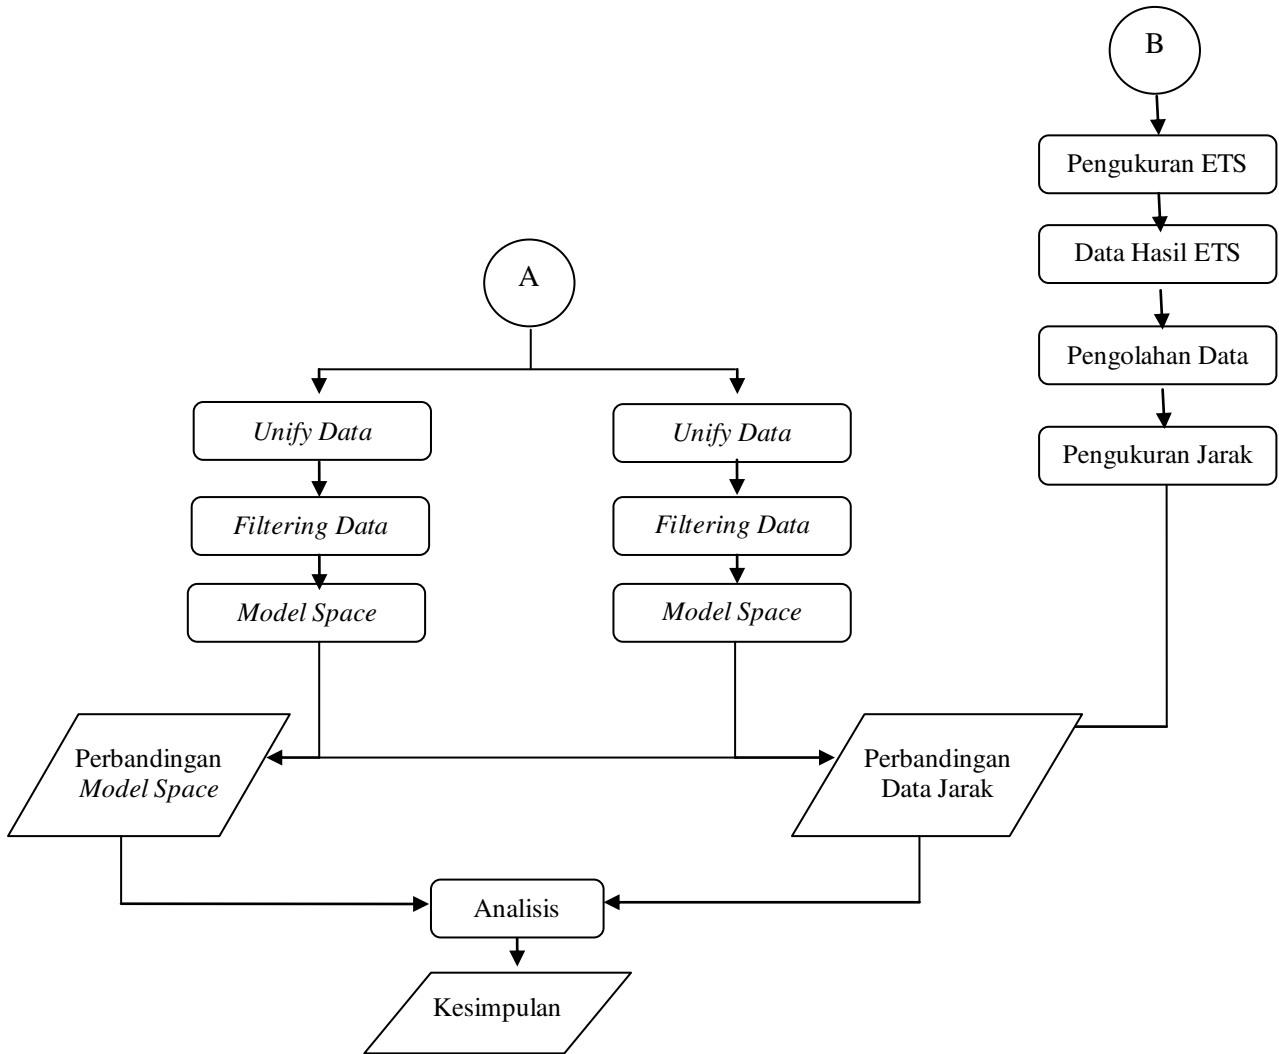 B
Pengukuran ETS
Data Hasil ETS
A
Pengolahan Data
Unify Data
Unify Data
Pengukuran Jarak
Filtering Data
Filtering Data
Model Space
Model Space
Perbandingan
Model Space
Perbandingan
Data Jarak
Analisis
Kesimpulan